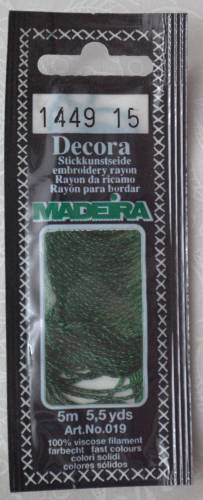 1449 15
Decora
Stickkunstseide
embroidery rayon
Rayon da ricamo
Rayón para bordar
MADEIRA
5m 5,5 yds
Art.No.019
100% viscose filament
farbecht fast colours
colori solidi
colores sólidos